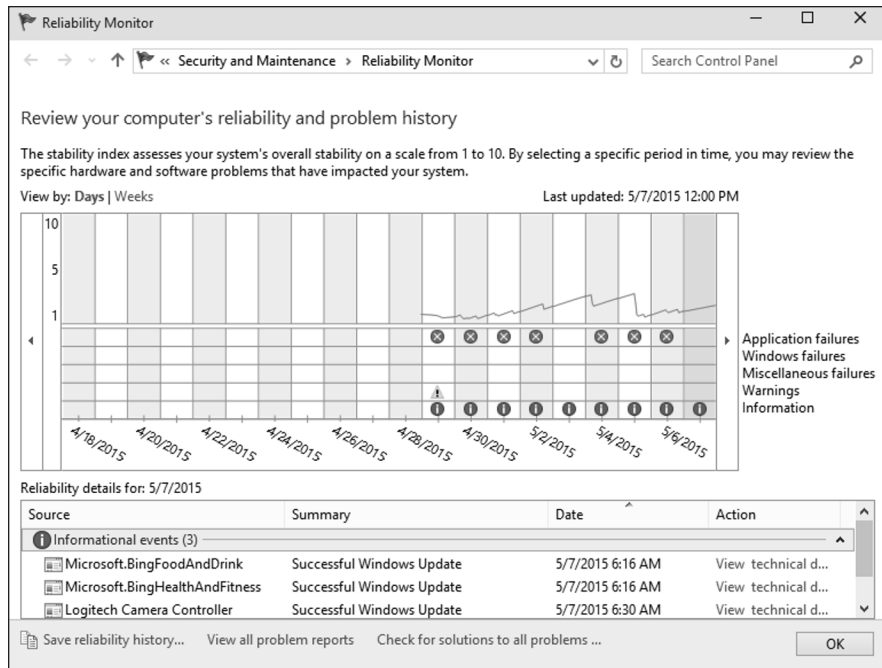 Reliability Monitor
« Security and Maintenance › Reliability Monitor
Search Control Panel
Review your computer's reliability and problem history
The stability index assesses your system's overall stability on a scale from 1 to 10. By selecting a specific period in time, you may review the
specific hardware and software problems that have impacted your system.
View by: Days | Weeks
Last updated: 5/7/2015 12:00 PM
10
5
1
Application failures
Windows failures
Miscellaneous failures
Warnings
Information
4/18/2015
4/20/2015
4/22/2015
4/24/2015
4/26/2015
4/28/2015
4/30/2015
5/2/2015
5/4/2015
5/6/2015
Reliability details for: 5/7/2015
Source Summary Date Action
Informational events (3)
Microsoft.BingFoodAndDrink Successful Windows Update 5/7/2015 6:16 AM View technical d...
Microsoft.BingHealthAndFitness Successful Windows Update 5/7/2015 6:16 AM View technical d...
Logitech Camera Controller Successful Windows Update 5/7/2015 6:30 AM View technical d...
Save reliability history... View all problem reports Check for solutions to all problems ...
OK